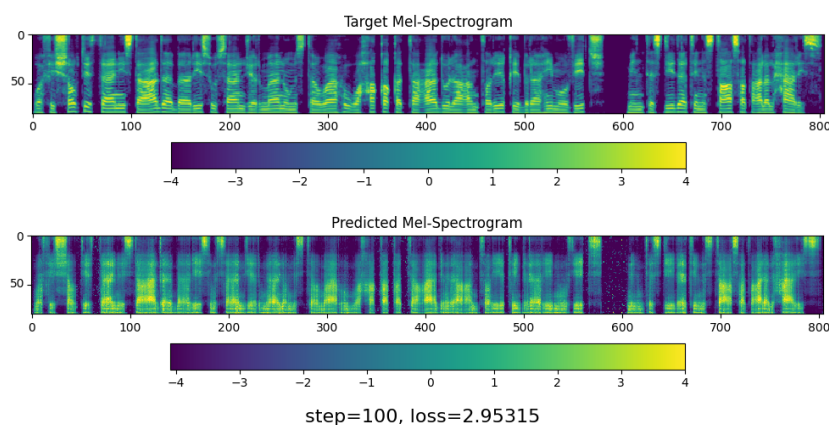 Target Mel-Spectrogram
0
50
0 100 200 300 400 500 600 700 800
−4 −3 −2 −1 0 1 2 3 4
Predicted Mel-Spectrogram
0
50
0 100 200 300 400 500 600 700 800
−4 −3 −2 −1 0 1 2 3 4
step=100, loss=2.95315